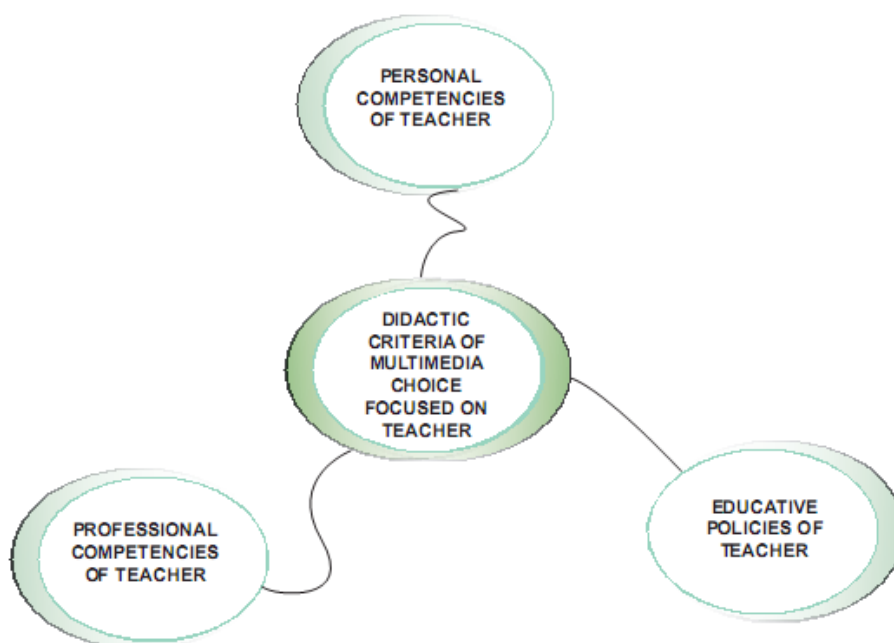 PERSONAL
COMPETENCIES
OF TEACHER
DIDACTIC
CRITERIA OF
MULTIMEDIA
CHOICE
FOCUSED ON
TEACHER
PROFESSIONAL
COMPETENCIES
OF TEACHER
EDUCATIVE
POLICIES OF
TEACHER